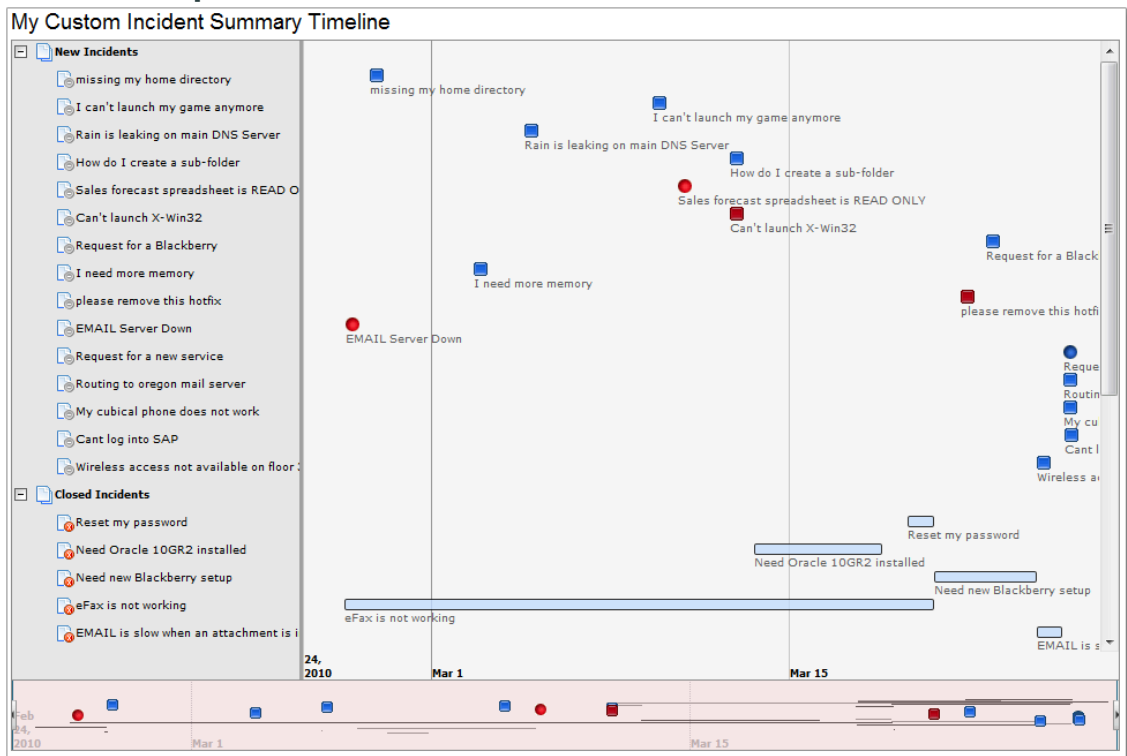 My Custom Incident Summary Timeline
New Incidents
missing my home directory
I can't launch my game anymore
Rain is leaking on main DNS Server
How do I create a sub-folder
Sales forecast spreadsheet is READ O
Can't launch X-Win32
Request for a Blackberry
I need more memory
please remove this hotfix
EMAIL Server Down
Request for a new service
Routing to oregon mail server
My cubical phone does not work
Cant log into SAP
Wireless access not available on floor
Closed Incidents
Reset my password
Need Oracle 10GR2 installed
Need new Blackberry setup
eFax is not working
EMAIL is slow when an attachment is i
missing my home directory
I can't launch my game anymore
Rain is leaking on main DNS Server
How do I create a sub-folder
Sales forecast spreadsheet is READ ONLY
Can't launch X-Win32
Request for a Black
I need more memory
please remove this hotfi
EMAIL Server Down
Reque
Routin
My cu
Cant l
Wireless a
Reset my password
Need Oracle 10GR2 installed
Need new Blackberry setup
eFax is not working
EMAIL is s
24,
2010 Mar 1 Mar 15
Feb
24,
2010 Mar 1 Mar 15